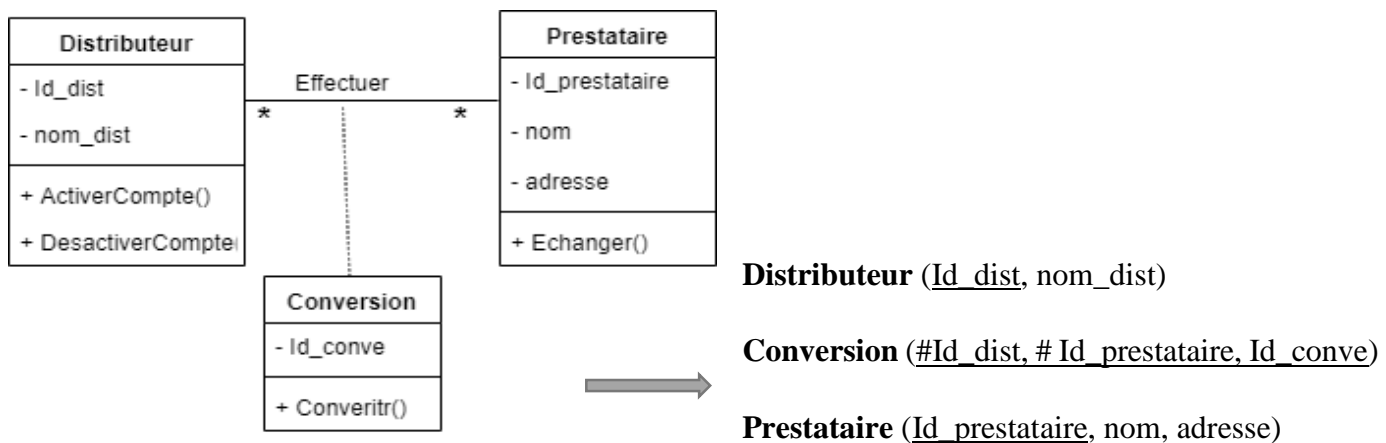 Distributeur
- Id_dist
- nom_dist
+ ActiverCompte()
+ DesactiverCompte(
Effectuer
*
*
Prestataire
- Id_prestataire
- nom
- adresse
+ Echanger()
Conversion
- Id_conve
+ Converitr()
Distributeur (Id_dist, nom_dist)
Conversion (#Id_dist, # Id_prestataire, Id_conve)
Prestataire (Id_prestataire, nom, adresse)